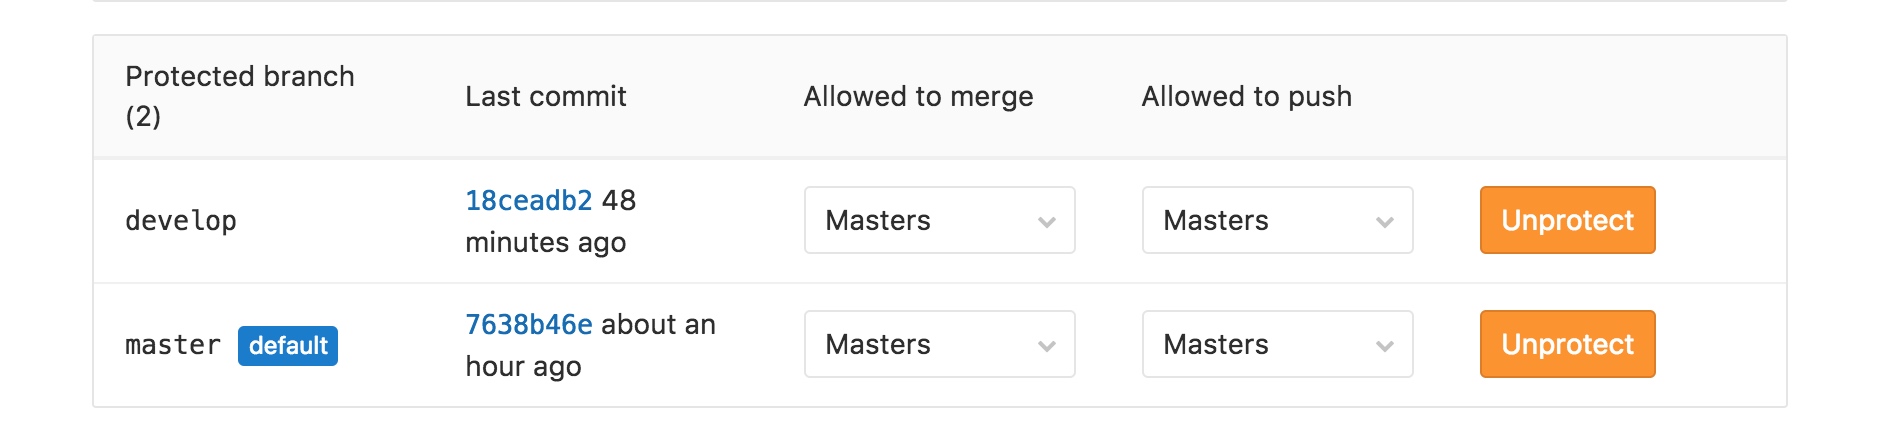 Protected branch
(2)
Last commit
Allowed to merge
Allowed to push
develop
18ceadb2 48
minutes ago
Masters
Masters
Unprotect
master default
7638b46e about an
hour ago
Masters
Masters
Unprotect